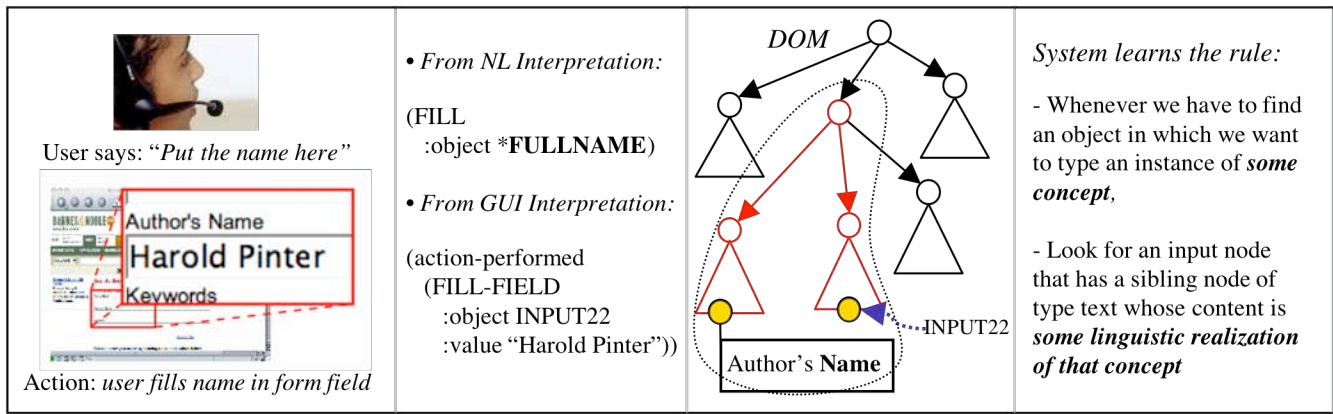 User says: “Put the name here”
BARNES & NOBLE
Author's Name
Harold Pinter
Keywords
Action: user fills name in form field
• From NL Interpretation:
(FILL
:object *FULLNAME)
• From GUI Interpretation:
(action-performed
(FILL-FIELD
:object INPUT22
:value “Harold Pinter”))
DOM
INPUT22
Author’s Name
System learns the rule:
- Whenever we have to find
an object in which we want
to type an instance of some
concept,
- Look for an input node
that has a sibling node of
type text whose content is
some linguistic realization
of that concept